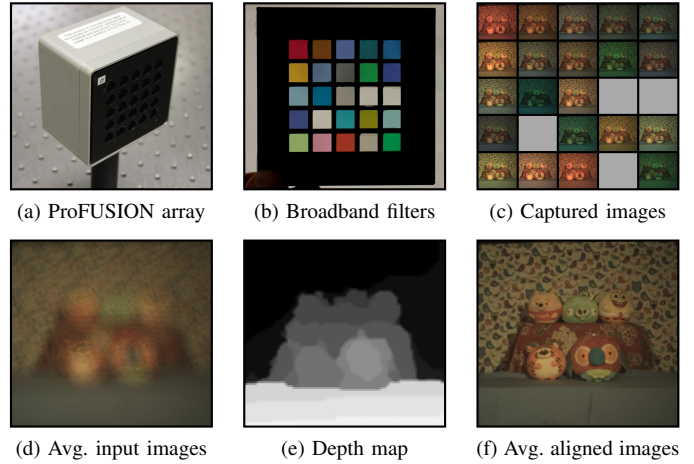 (a) ProFUSION array
(b) Broadband filters
(c) Captured images
(d) Avg. input images
(e) Depth map
(f) Avg. aligned images